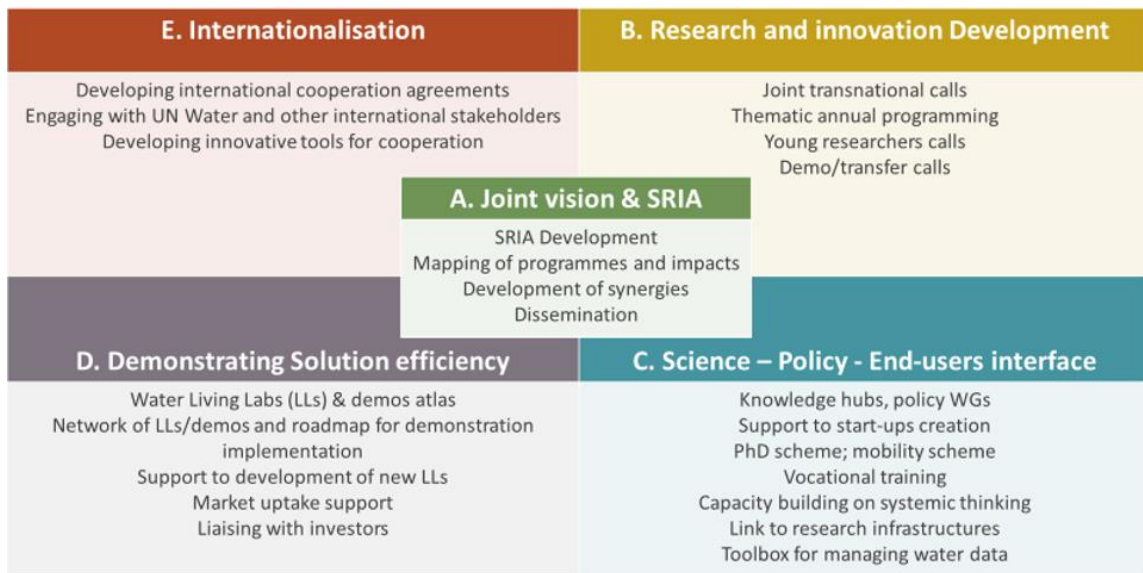 E. Internationalisation
Developing international cooperation agreements
Engaging with UN Water and other international stakeholders
Developing innovative tools for cooperation
B. Research and innovation Development
Joint transnational calls
Thematic annual programming
Young researchers calls
Demo/transfer calls
A. Joint vision & SRIA
SRIA Development
Mapping of programmes and impacts
Development of synergies
Dissemination
D. Demonstrating Solution efficiency
Water Living Labs (LLs) & demos atlas
Network of LLs/demos and roadmap for demonstration
implementation
Support to development of new LLs
Market uptake support
Liaising with investors
C. Science – Policy - End-users interface
Knowledge hubs, policy WGs
Support to start-ups creation
PhD scheme; mobility scheme
Vocational training
Capacity building on systemic thinking
Link to research infrastructures
Toolbox for managing water data